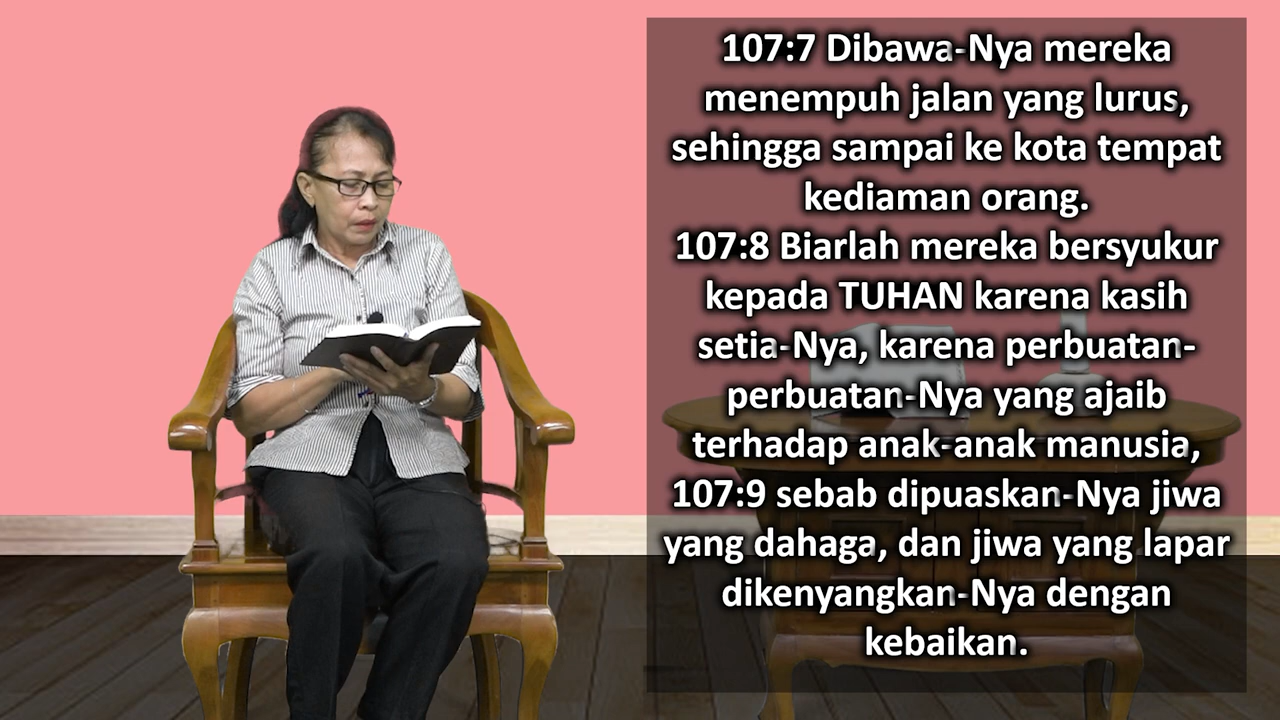 107:7 Dibawa-Nya mereka
menempuh jalan yang lurus,
sehingga sampai ke kota tempat
kediaman orang.
107:8 Biarlah mereka bersyukur
kepada TUHAN karena kasih
setia-Nya, karena perbuatan-
perbuatan-Nya yang ajaib
terhadap anak-anak manusia,
107:9 sebab dipuaskan-Nya jiwa
yang dahaga, dan jiwa yang lapar
dikenyangkan-Nya dengan
kebaikan.